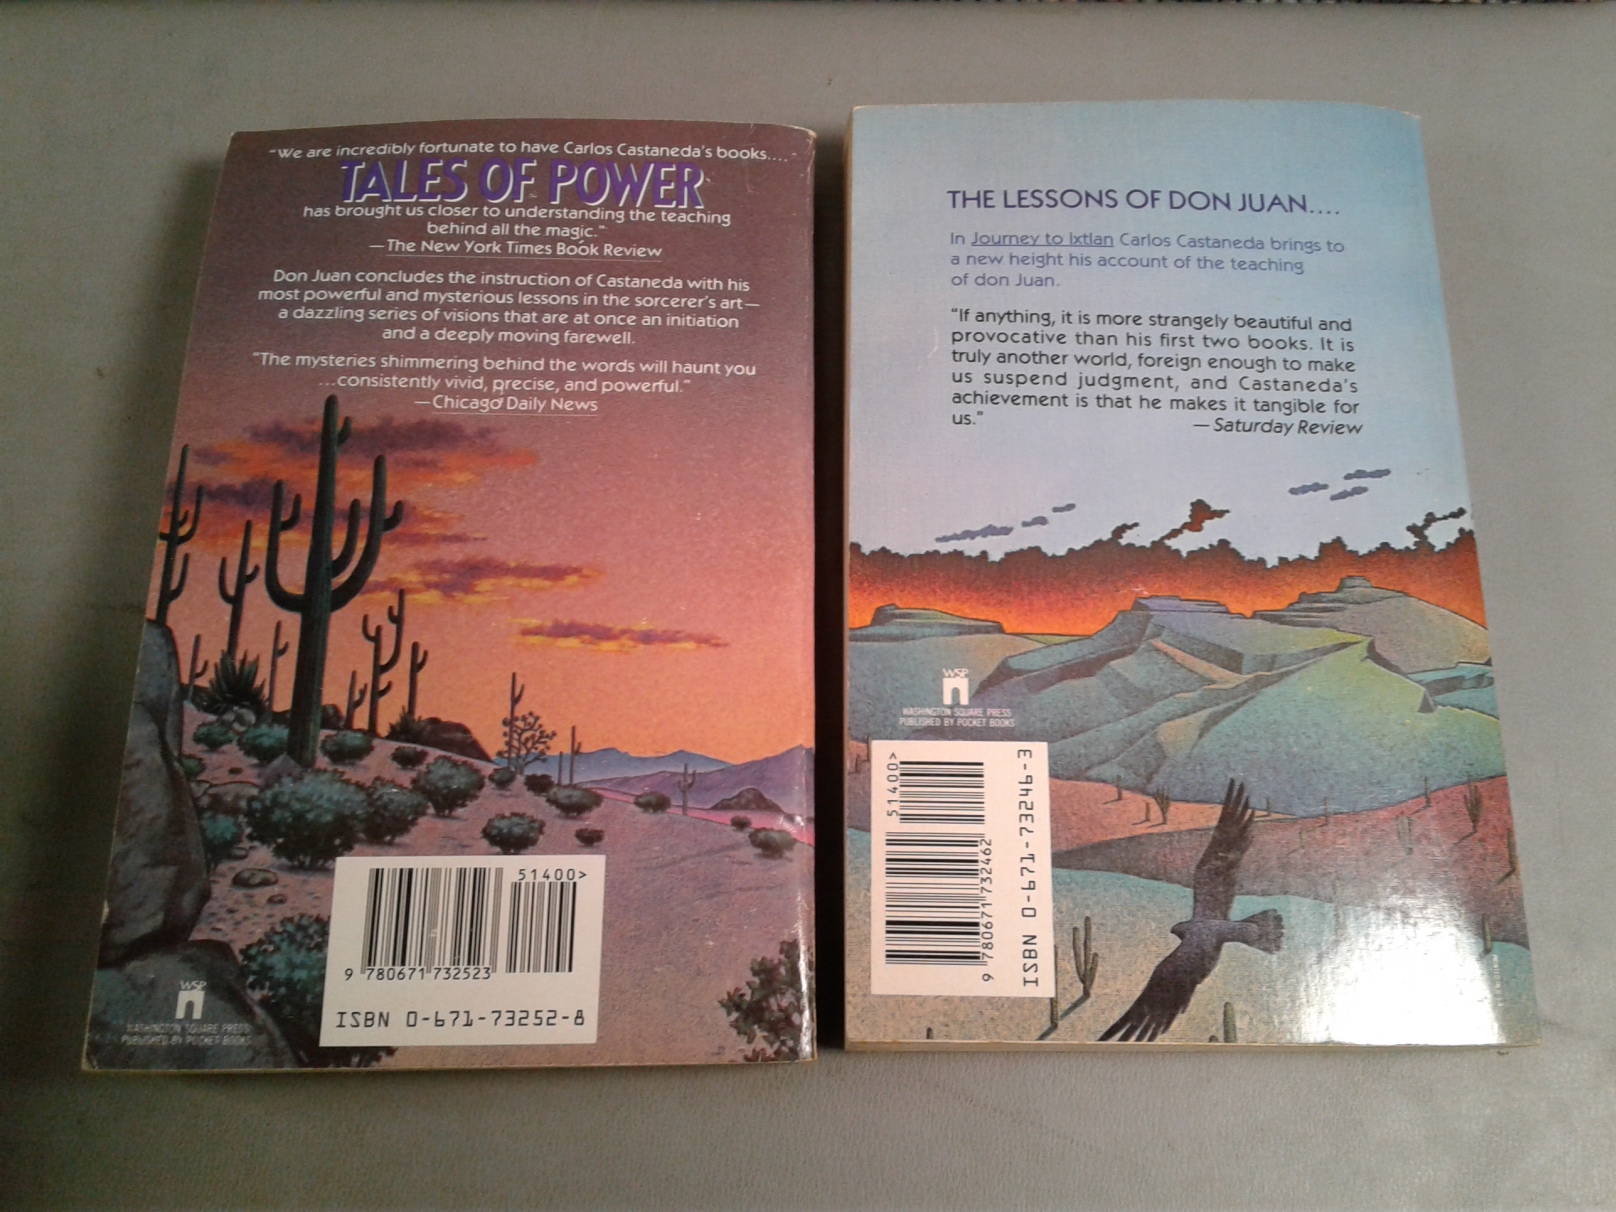 "We are incredibly fortunate to have Carlos Castaneda's books...."
TALES OF POWER
has brought us closer to understanding the teaching
behind all the magic."
—The New York Times Book Review
Don Juan concludes the instruction of Castaneda with his
most powerful and mysterious lessons in the sorcerer's art—
a dazzling series of visions that are at once an initiation
and a deeply moving farewell.
"The mysteries shimmering behind the words will haunt you
...consistently vivid, precise, and powerful."
—Chicago Daily News
51400>
9 780671 732523
ISBN 0-671-73252-8
WSP
WASHINGTON SQUARE PRESS
PUBLISHED BY POCKET BOOKS
THE LESSONS OF DON JUAN....
In Journey to Ixtlan Carlos Castaneda brings to
a new height his account of the teaching
of don Juan.
"If anything, it is more strangely beautiful and
provocative than his first two books. It is
truly another world, foreign enough to make
us suspend judgment, and Castaneda's
achievement is that he makes it tangible for
us."
—Saturday Review
WSP
WASHINGTON SQUARE PRESS
PUBLISHED BY POCKET BOOKS
51400>
9 780671 732462
ISBN 0-671-73246-3